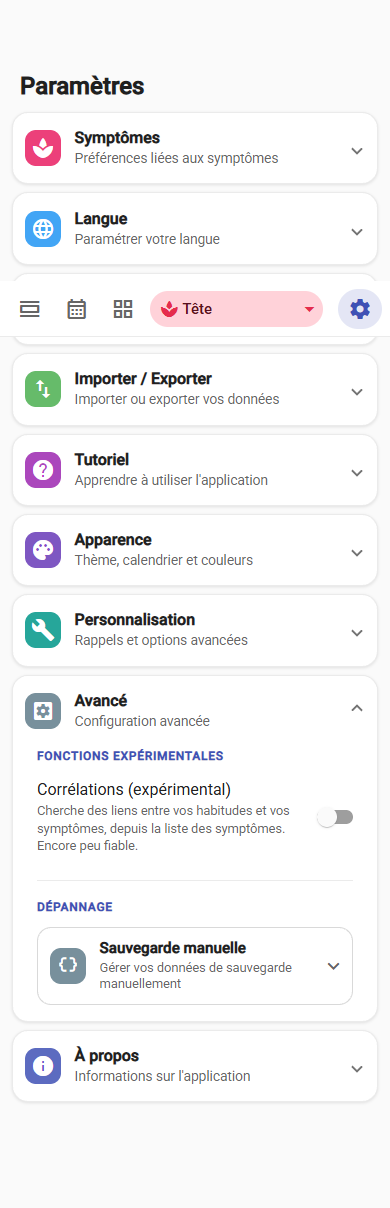 Paramètres
Symptômes
Préférences liées aux symptômes
Langue
Paramétrer votre langue
Tête
Importer / Exporter
Importer ou exporter vos données
Tutoriel
Apprendre à utiliser l'application
Apparence
Thème, calendrier et couleurs
Personnalisation
Rappels et options avancées
Avancé
Configuration avancée
FONCTIONS EXPÉRIMENTALES
Corrélations (expérimental)
Cherche des liens entre vos habitudes et vos
symptômes, depuis la liste des symptômes.
Encore peu fiable.
DÉPANNAGE
Sauvegarde manuelle
Gérer vos données de sauvegarde
manuellement
À propos
Informations sur l'application